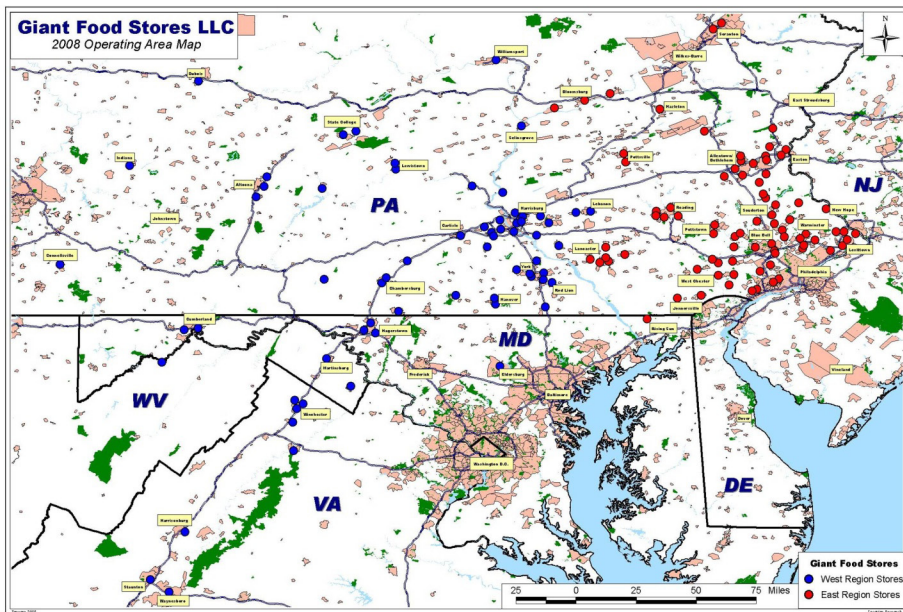 Giant Food Stores LLC
2008 Operating Area Map
N
Scranton
Williamsport
Wilkes-Barre
Dubois
Bloomsburg
East Stroudsburg
Hazleton
State College
Selinsgrove
Indiana
Lewistown
Pottsville
Allentown/
Bethlehem
Easton
NJ
Altoona
PA
Harrisburg
Lebanon
Reading
Souderton
New Hope
Johnstown
Carlisle
Pottstown
Blue Bell
Warminster
Levittown
Connellsville
Lancaster
York
West Chester
Philadelphia
Chambersburg
Red Lion
Hanover
Jennersville
Cumberland
Hagerstown
MD
Rising Sun
Martinsburg
Frederick
Eldersburg
Baltimore
Vineland
WV
Winchester
Dover
Washington D.C.
DE
VA
Harrisonburg
Staunton
Waynesboro
Giant Food Stores
West Region Stores
East Region Stores
25 0 25 50 75
Miles